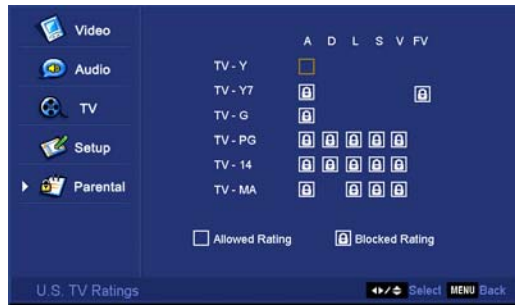 Video
Audio
TV
Setup
Parental
A D L S V FV
TV - Y
TV - Y7
TV - G
TV - PG
TV - 14
TV - MA
Allowed Rating
Blocked Rating
U.S. TV Ratings
Select MENU Back